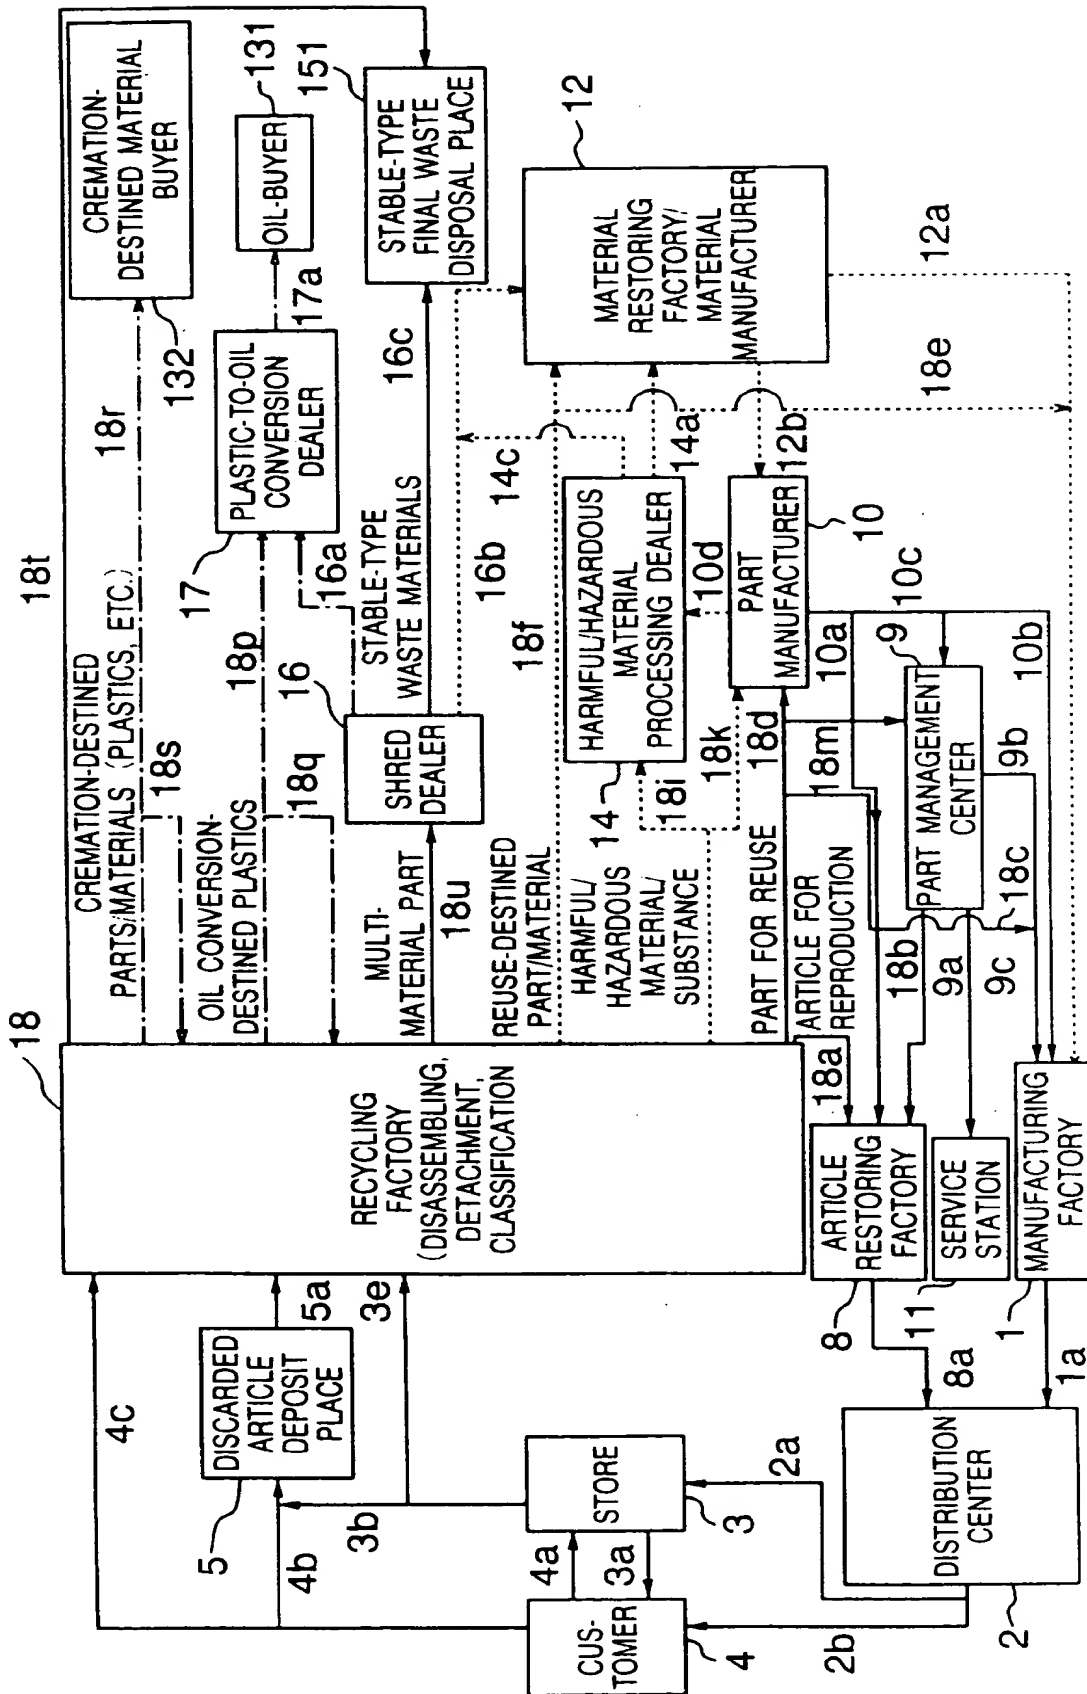 18t
CREMATION-DESTINED
PARTS/MATERIALS (PLASTICS, ETC.)
18r
CREMATION-
DESTINED MATERIAL
BUYER
132
18s
18
OIL CONVERSION-
DESTINED PLASTICS
18p
17
PLASTIC-TO-OIL
CONVERSION
DEALER
17a
OIL-BUYER
131
18q
16a
4c
5
DISCARDED
ARTICLE
DEPOSIT
PLACE
5a
3e
4b
3b
RECYCLING
FACTORY
(DISASSEMBLING,
DETACHMENT,
CLASSIFICATION
MULTI-
MATERIAL PART
18u
16
SHRED
DEALER
STABLE-TYPE
WASTE MATERIALS
16c
STABLE-TYPE
FINAL WASTE
DISPOSAL PLACE
151
16b
REUSE-DESTINED
PART/MATERIAL
18f
14c
14a
MATERIAL
RESTORING
FACTORY/
MATERIAL
MANUFACTURER
12
12a
18e
12b
HARMFUL/
HAZARDOUS
MATERIAL/
SUBSTANCE
18i
14
HARMFUL/HAZARDOUS
MATERIAL
PROCESSING DEALER
18k
10d
PART
MANUFACTURER
10
CUS-
TOMER
4
4a
3a
STORE
3
2a
2b
PART FOR REUSE
18d
ARTICLE FOR
REPRODUCTION
18m
10a
10c
10b
18a
18b
9
PART MANAGEMENT
CENTER
9a
9b
9c
18c
ARTICLE
RESTORING
FACTORY
8
8a
SERVICE
STATION
11
MANUFACTURING
FACTORY
1
1a
DISTRIBUTION
CENTER
2